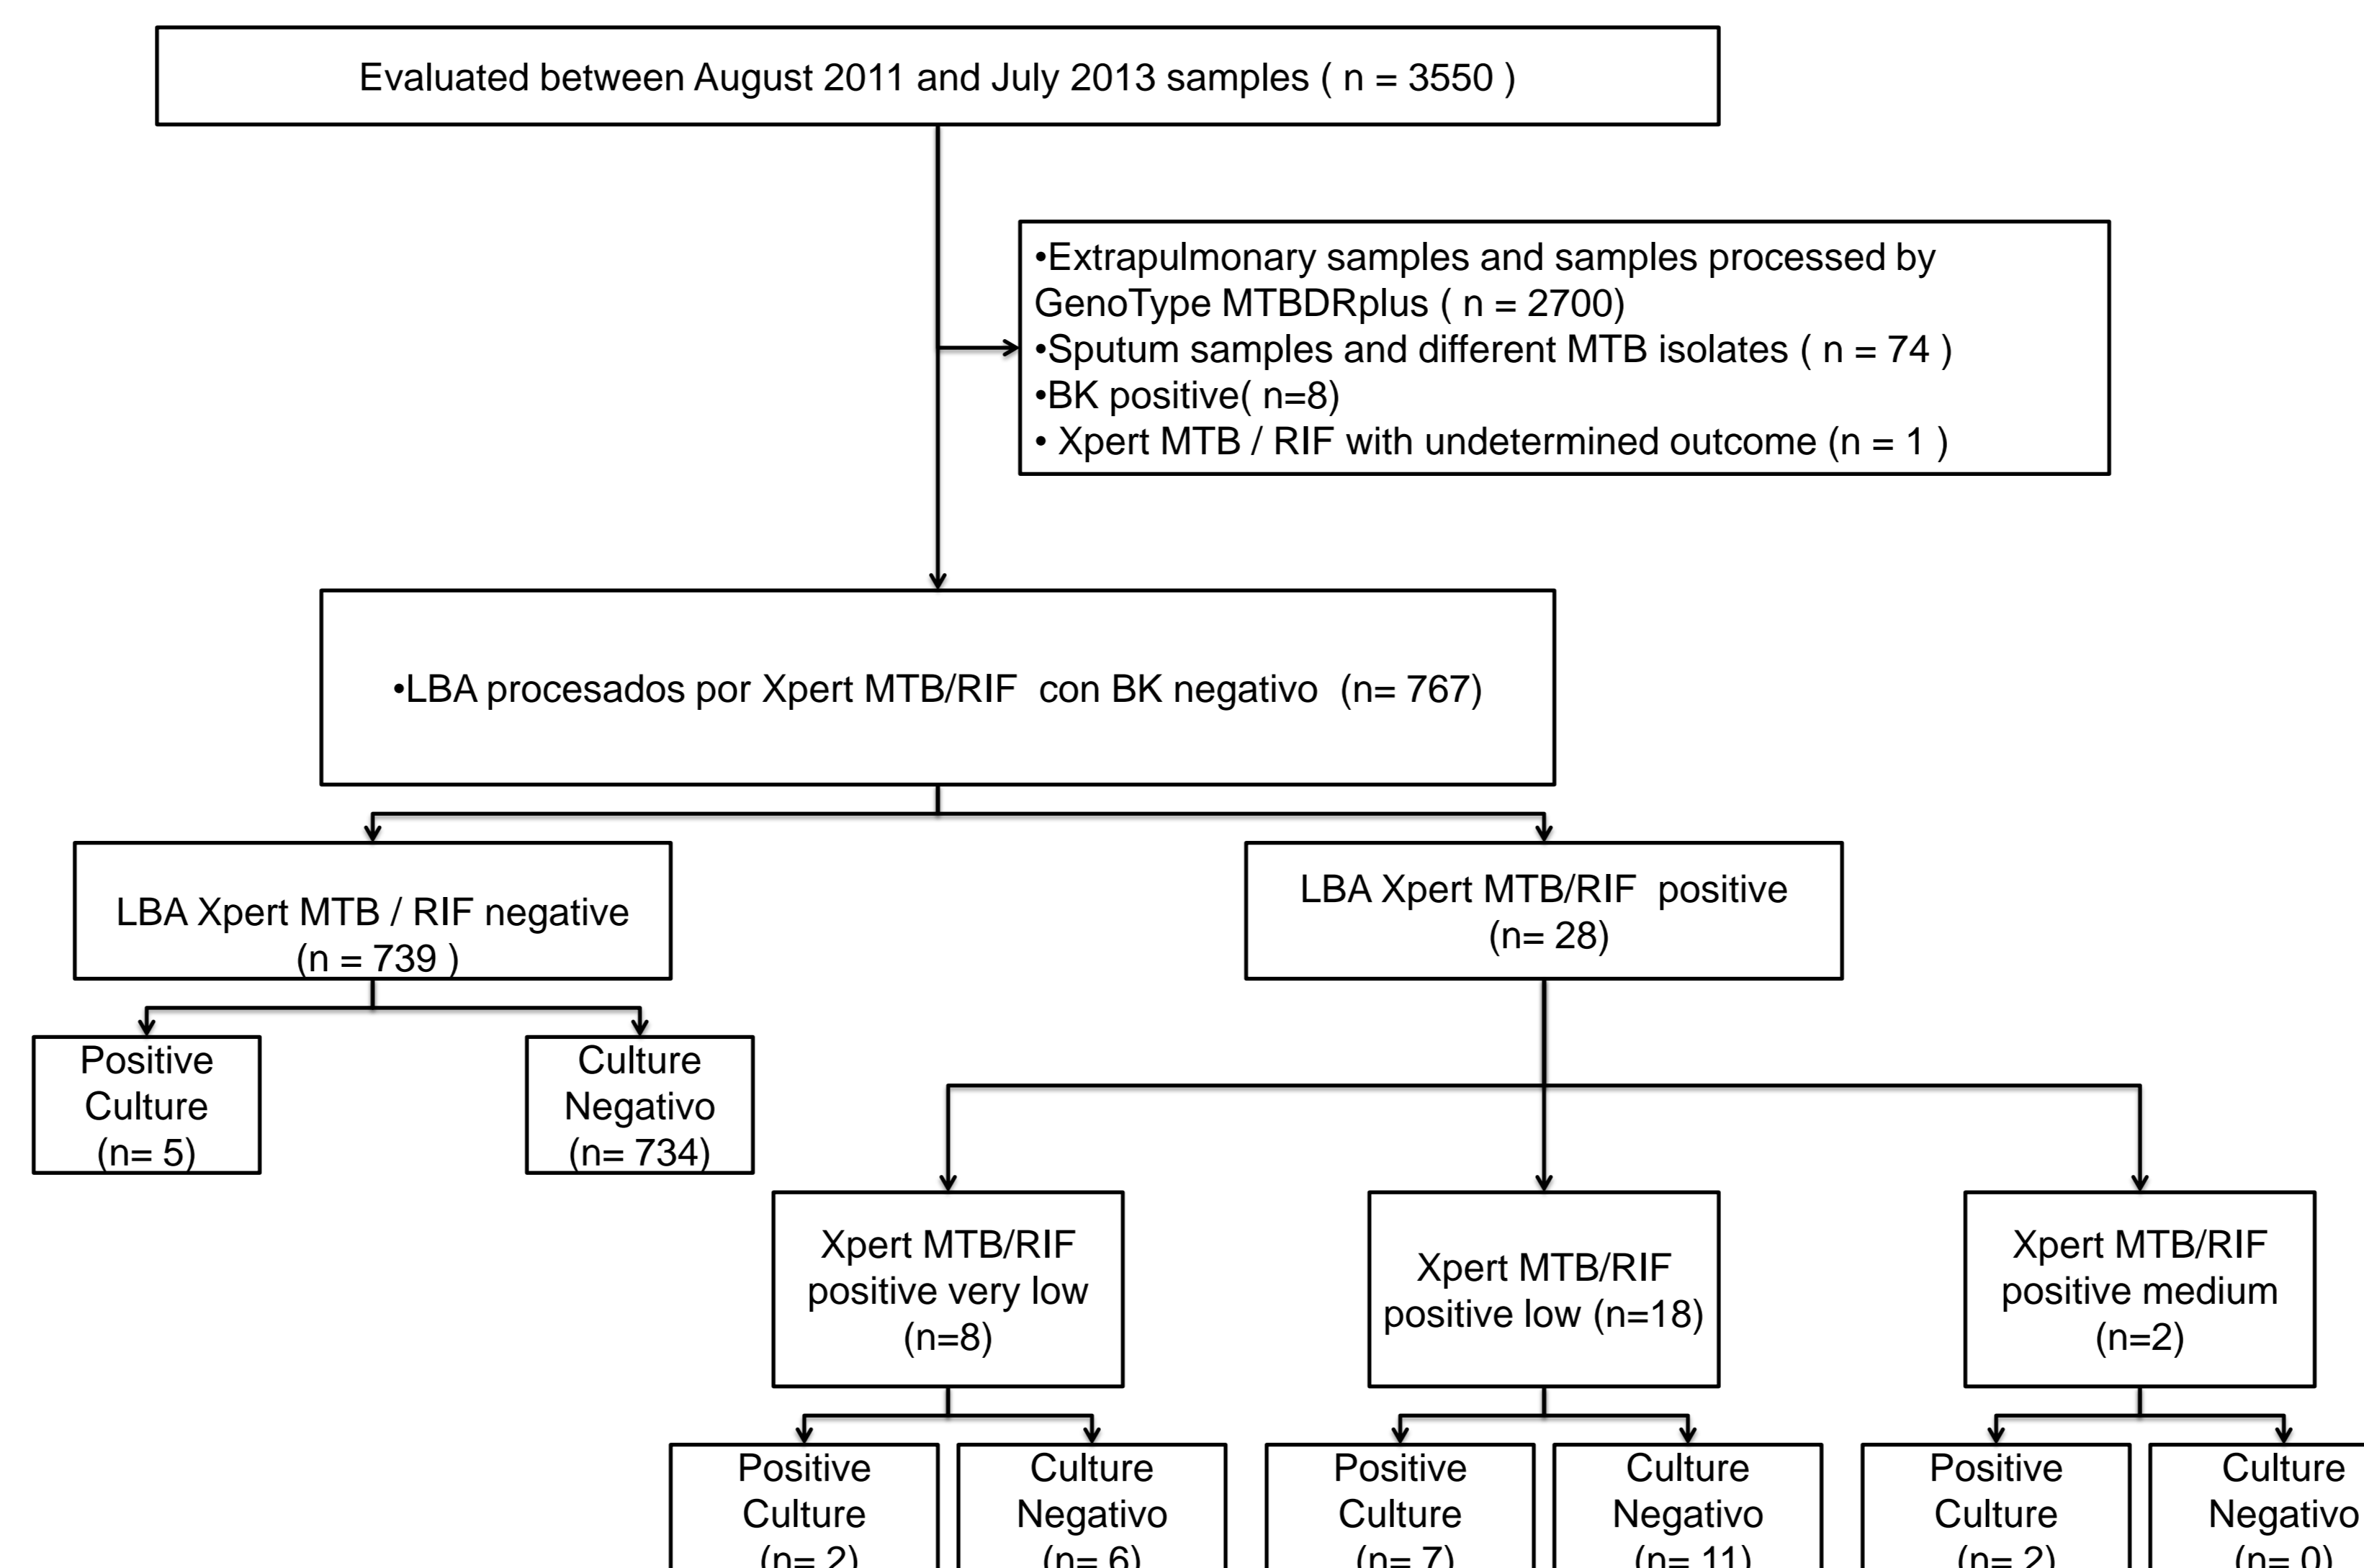 Evaluated between August 2011 and July 2013 samples ( n = 3550 )
•Extrapulmonary samples and samples processed by
GenoType MTBDRplus ( n = 2700)
•Sputum samples and different MTB isolates ( n = 74 )
•BK positive( n=8)
• Xpert MTB / RIF with undetermined outcome (n = 1 )
•LBA procesados por Xpert MTB/RIF con BK negativo (n= 767)
LBA Xpert MTB / RIF negative
(n = 739 )
LBA Xpert MTB/RIF positive
(n= 28)
Positive
Culture
(n= 5)
Culture
Negativo
(n= 734)
Xpert MTB/RIF
positive very low
(n=8)
Xpert MTB/RIF
positive low (n=18)
Xpert MTB/RIF
positive medium
(n=2)
Positive
Culture
(n= 2)
Culture
Negativo
(n= 6)
Positive
Culture
(n= 7)
Culture
Negativo
(n= 11)
Positive
Culture
(n= 2)
Culture
Negativo
(n= 0)